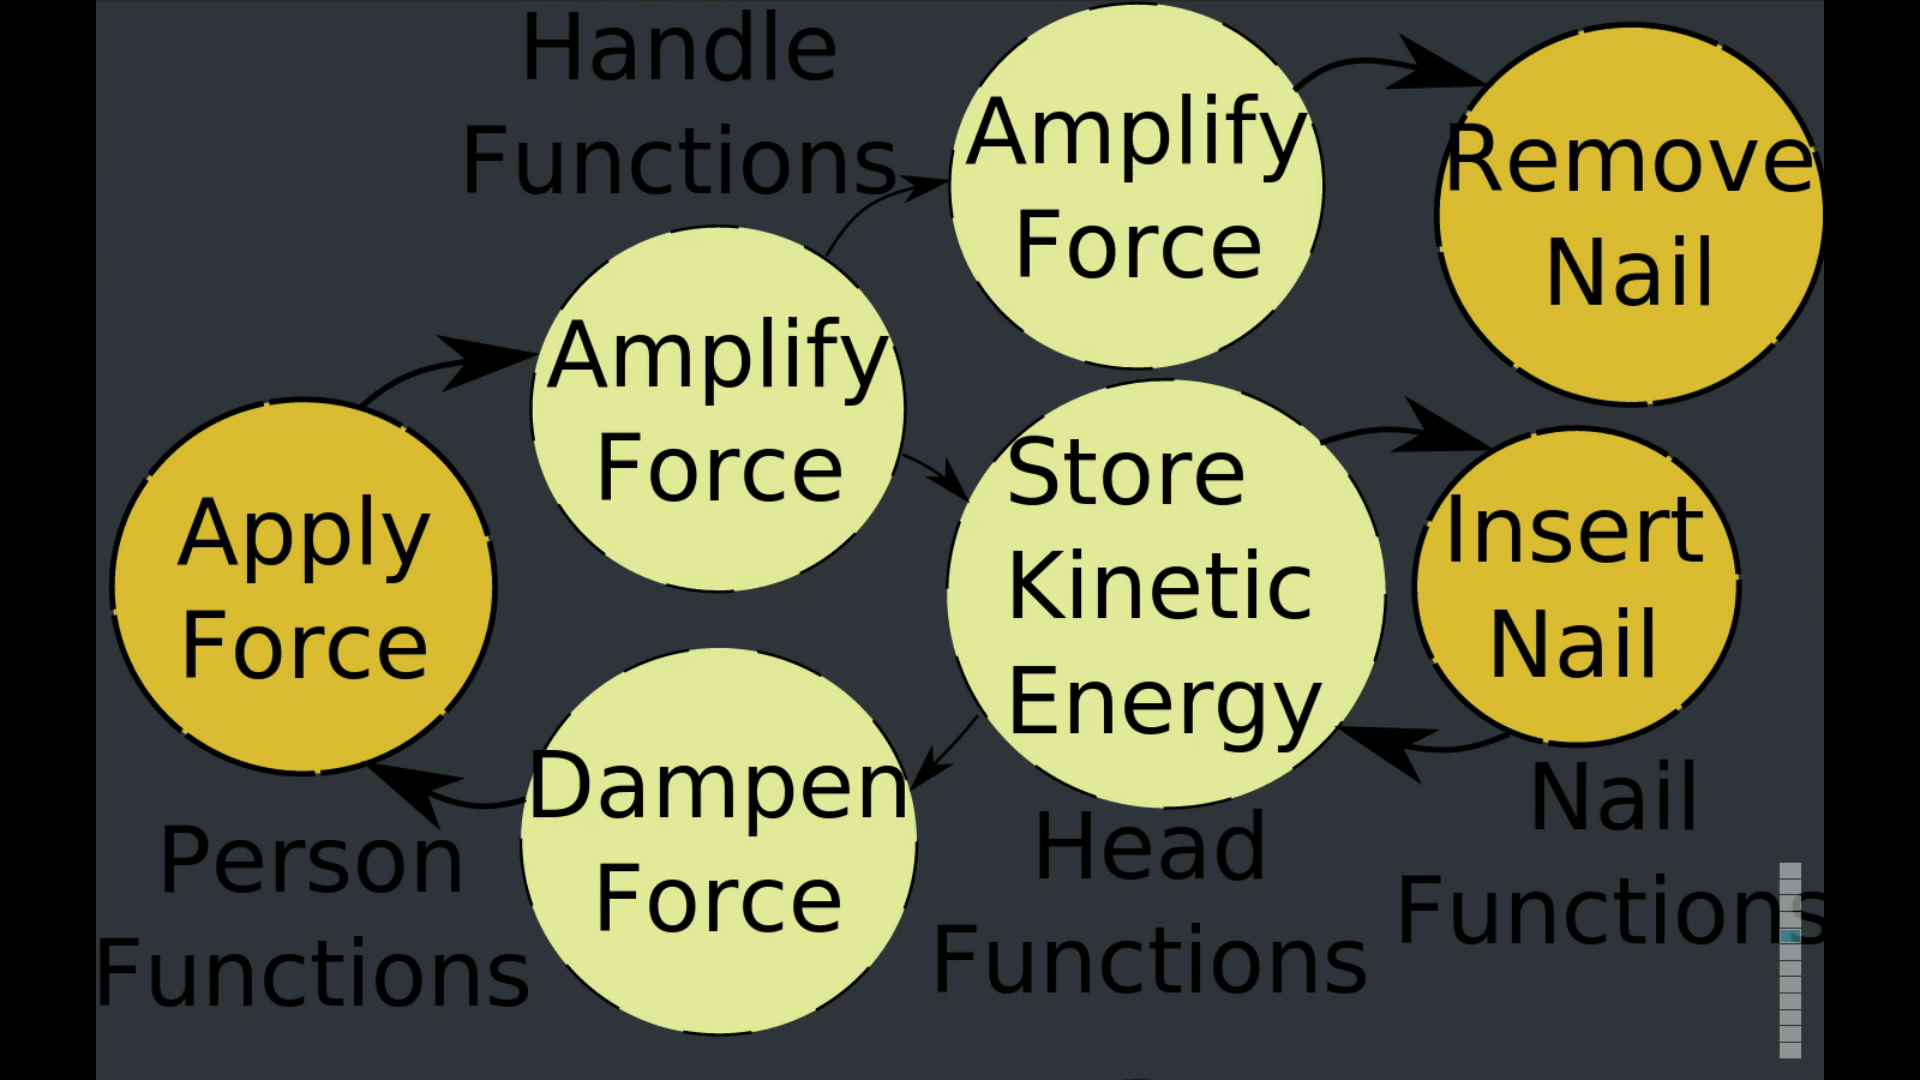 Handle
Functions
Amplify
Force
Remove
Nail
Amplify
Force
Apply
Force
Store
Kinetic
Energy
Insert
Nail
Dampen
Force
Person
Functions
Head
Functions
Nail
Functions